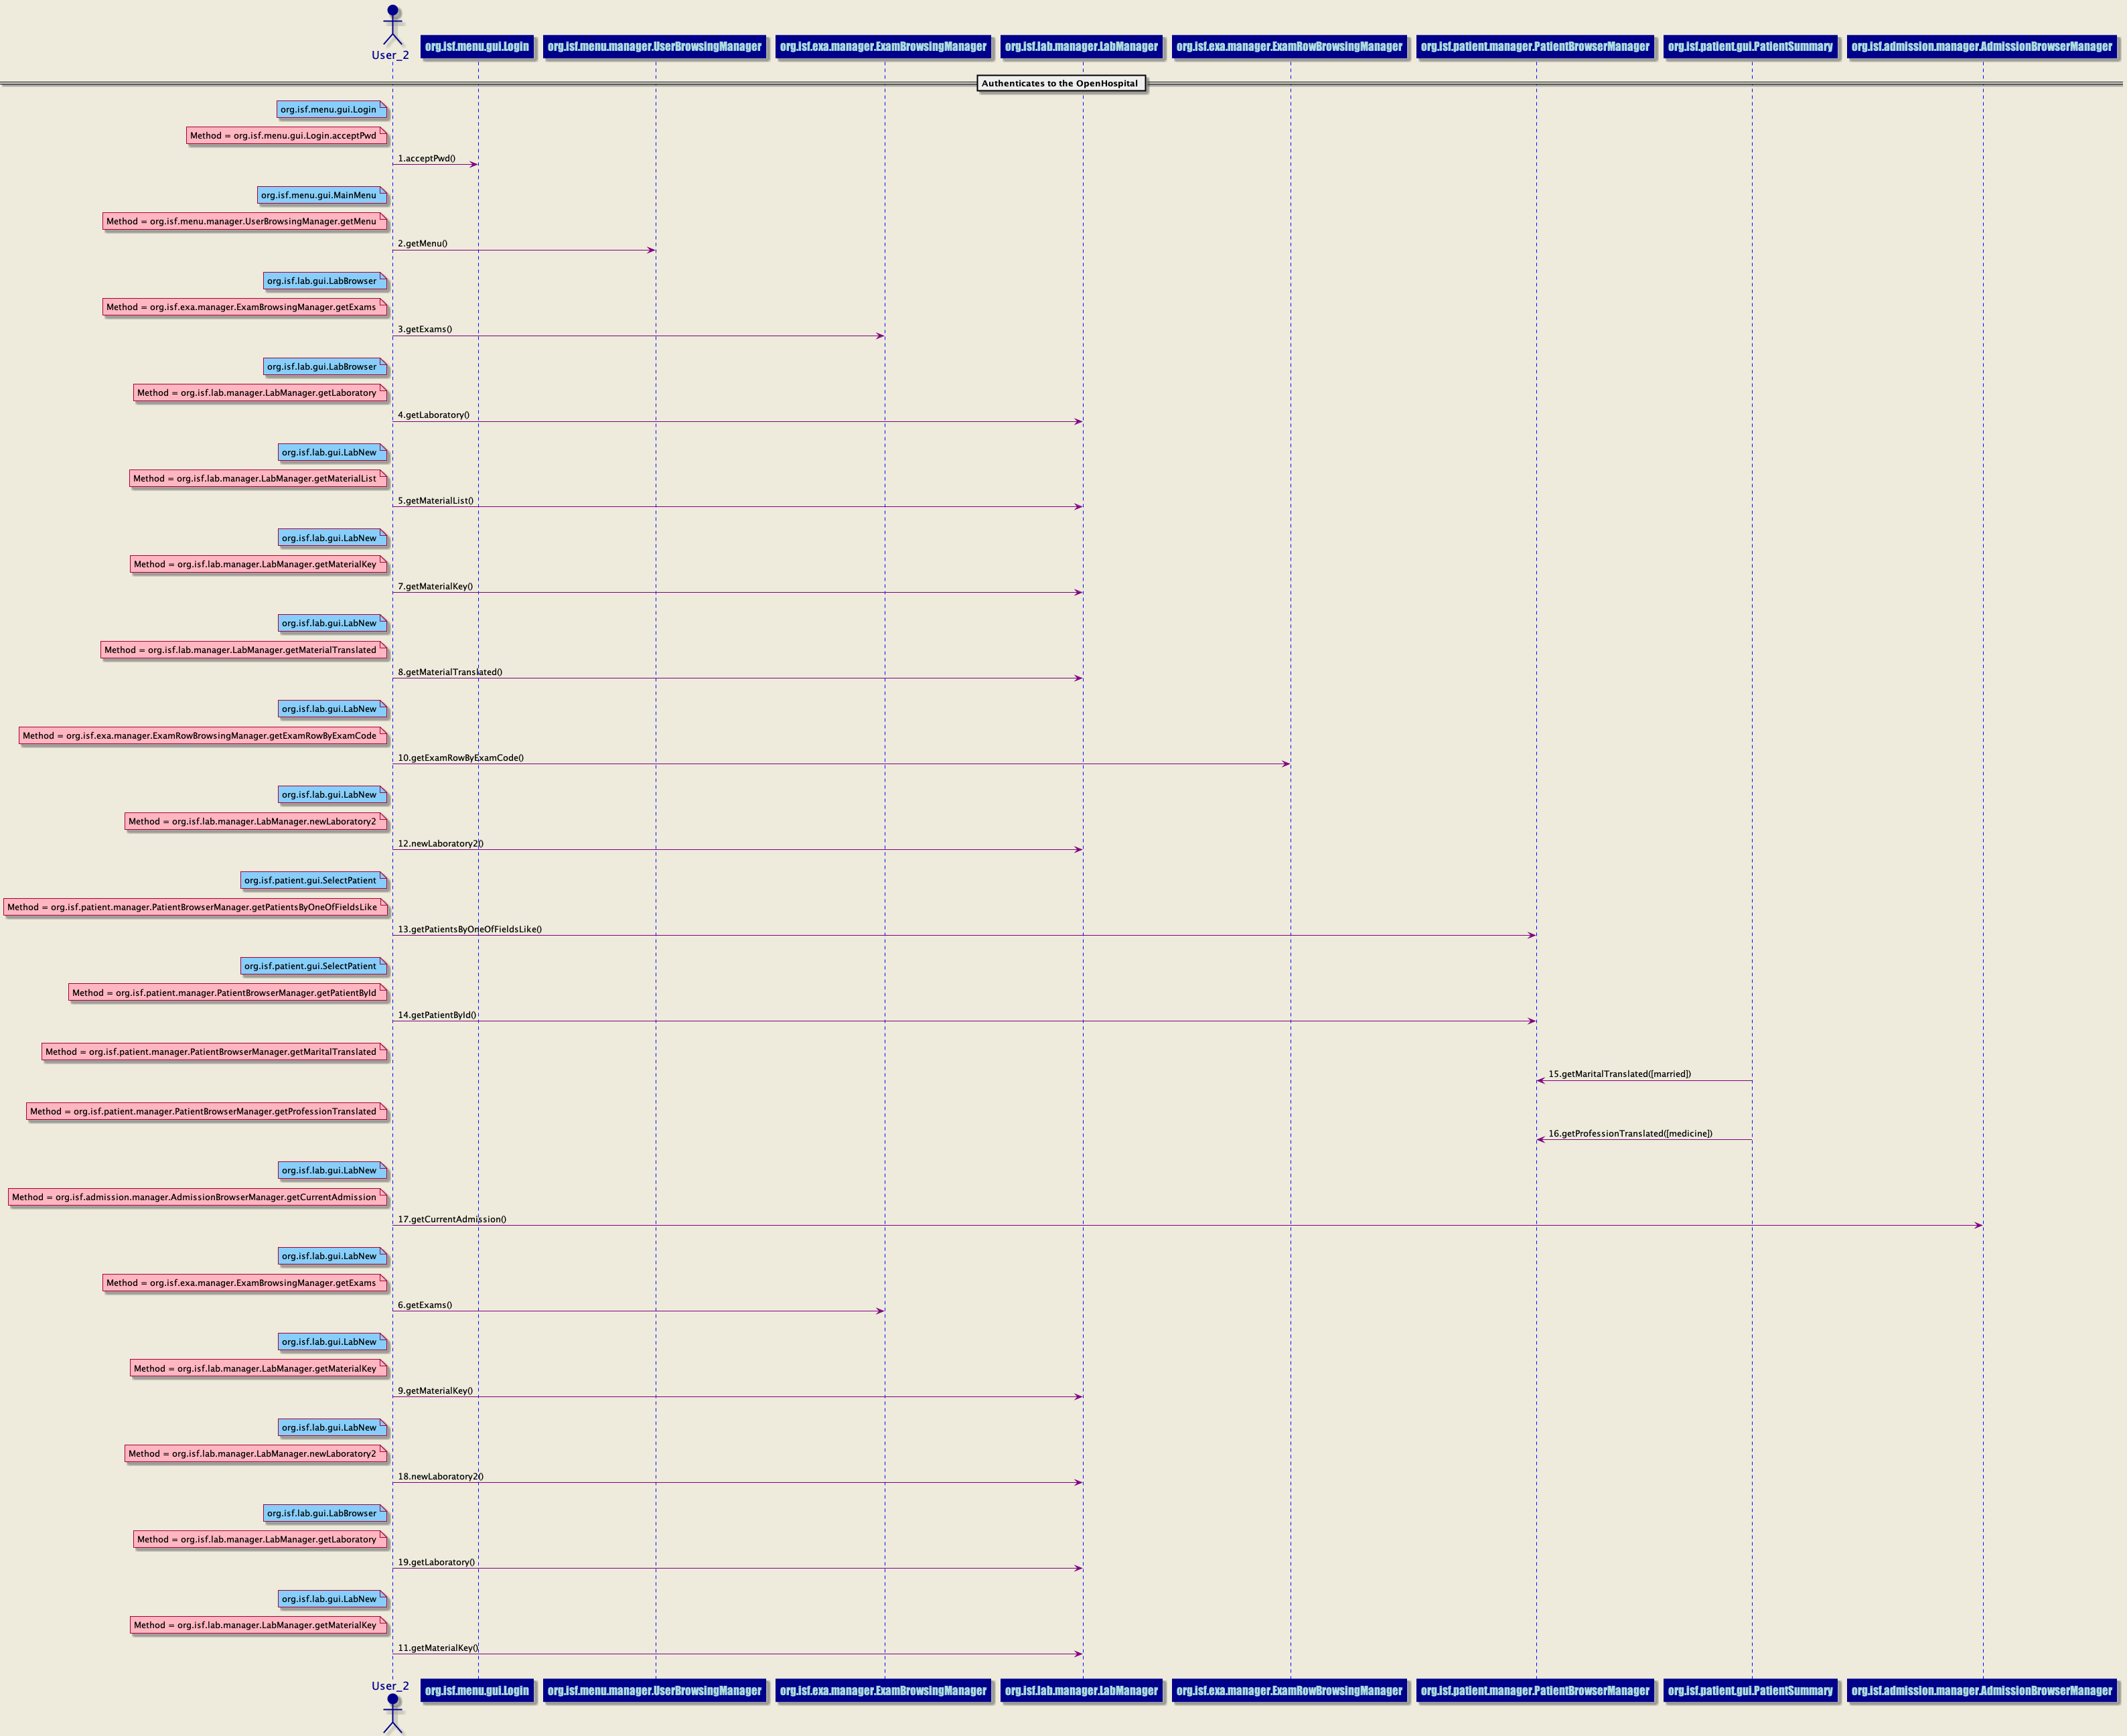 User_2
org.isf.menu.gui.Login
org.isf.menu.manager.UserBrowsingManager
org.isf.exa.manager.ExamBrowsingManager
org.isf.lab.manager.LabManager
org.isf.exa.manager.ExamRowBrowsingManager
org.isf.patient.manager.PatientBrowserManager
org.isf.patient.gui.PatientSummary
org.isf.admission.manager.AdmissionBrowserManager
Authenticates to the OpenHospital
org.isf.menu.gui.Login
Method = org.isf.menu.gui.Login.acceptPwd
1.acceptPwd()
org.isf.menu.gui.MainMenu
Method = org.isf.menu.manager.UserBrowsingManager.getMenu
2.getMenu()
org.isf.lab.gui.LabBrowser
Method = org.isf.exa.manager.ExamBrowsingManager.getExams
3.getExams()
org.isf.lab.gui.LabBrowser
Method = org.isf.lab.manager.LabManager.getLaboratory
4.getLaboratory()
org.isf.lab.gui.LabNew
Method = org.isf.lab.manager.LabManager.getMaterialList
5.getMaterialList()
org.isf.lab.gui.LabNew
Method = org.isf.lab.manager.LabManager.getMaterialKey
7.getMaterialKey()
org.isf.lab.gui.LabNew
Method = org.isf.lab.manager.LabManager.getMaterialTranslated
8.getMaterialTranslated()
org.isf.lab.gui.LabNew
Method = org.isf.exa.manager.ExamRowBrowsingManager.getExamRowByExamCode
10.getExamRowByExamCode()
org.isf.lab.gui.LabNew
Method = org.isf.lab.manager.LabManager.newLaboratory2
12.newLaboratory2()
org.isf.patient.gui.SelectPatient
Method = org.isf.patient.manager.PatientBrowserManager.getPatientsByOneOfFieldsLike
13.getPatientsByOneOfFieldsLike()
org.isf.patient.gui.SelectPatient
Method = org.isf.patient.manager.PatientBrowserManager.getPatientById
14.getPatientById()
Method = org.isf.patient.manager.PatientBrowserManager.getMaritalTranslated
15.getMaritalTranslated([married])
Method = org.isf.patient.manager.PatientBrowserManager.getProfessionTranslated
16.getProfessionTranslated([medicine])
org.isf.lab.gui.LabNew
Method = org.isf.admission.manager.AdmissionBrowserManager.getCurrentAdmission
17.getCurrentAdmission()
org.isf.lab.gui.LabNew
Method = org.isf.exa.manager.ExamBrowsingManager.getExams
6.getExams()
org.isf.lab.gui.LabNew
Method = org.isf.lab.manager.LabManager.getMaterialKey
9.getMaterialKey()
org.isf.lab.gui.LabNew
Method = org.isf.lab.manager.LabManager.newLaboratory2
18.newLaboratory2()
org.isf.lab.gui.LabBrowser
Method = org.isf.lab.manager.LabManager.getLaboratory
19.getLaboratory()
org.isf.lab.gui.LabNew
Method = org.isf.lab.manager.LabManager.getMaterialKey
11.getMaterialKey()
User_2
org.isf.menu.gui.Login
org.isf.menu.manager.UserBrowsingManager
org.isf.exa.manager.ExamBrowsingManager
org.isf.lab.manager.LabManager
org.isf.exa.manager.ExamRowBrowsingManager
org.isf.patient.manager.PatientBrowserManager
org.isf.patient.gui.PatientSummary
org.isf.admission.manager.AdmissionBrowserManager